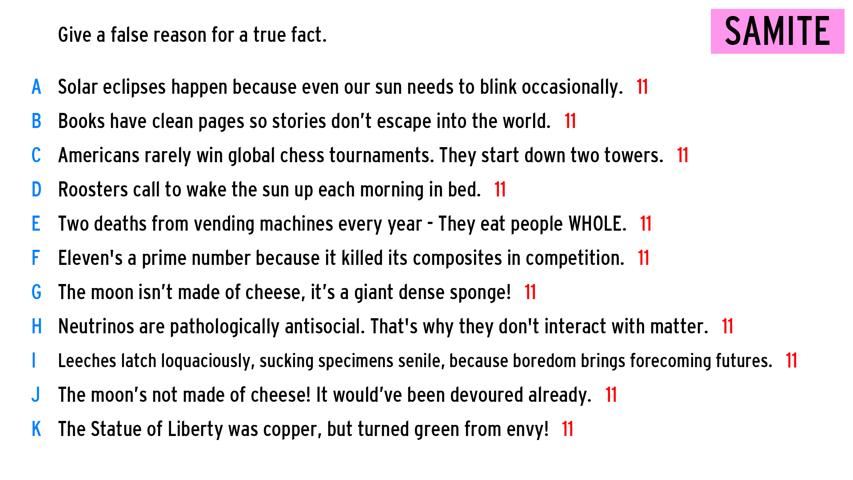 Give a false reason for a true fact.
SAMITE
A Solar eclipses happen because even our sun needs to blink occasionally. 11
B Books have clean pages so stories don’t escape into the world. 11
C Americans rarely win global chess tournaments. They start down two towers. 11
D Roosters call to wake the sun up each morning in bed. 11
E Two deaths from vending machines every year - They eat people WHOLE. 11
F Eleven's a prime number because it killed its composites in competition. 11
G The moon isn’t made of cheese, it’s a giant dense sponge! 11
H Neutrinos are pathologically antisocial. That's why they don't interact with matter. 11
I Leeches latch loquaciously, sucking specimens senile, because boredom brings forecoming futures. 11
J The moon’s not made of cheese! It would’ve been devoured already. 11
K The Statue of Liberty was copper, but turned green from envy! 11